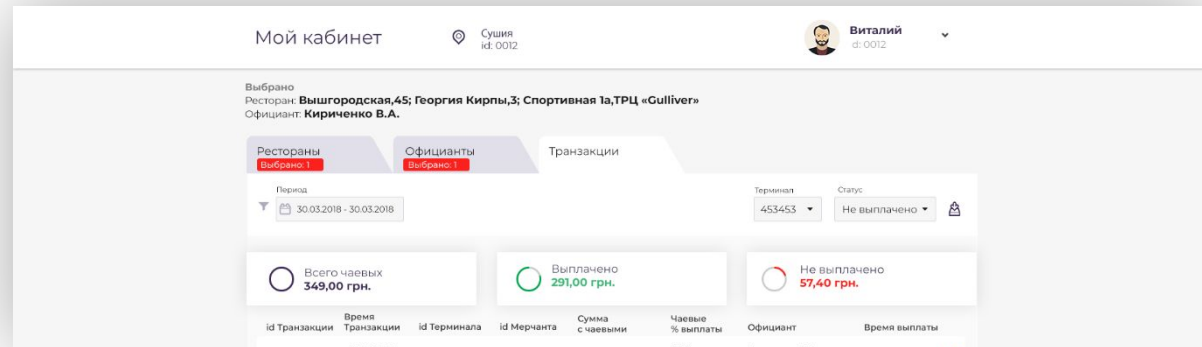 Мой кабинет
Сушия
id: 0012
Виталий
d: 0012
Выбрано
Ресторан: Вышгородская,45; Георгия Кирпы,3; Спортивная 1а,ТРЦ «Gulliver»
Официант: Кириченко В.А.
Рестораны
Выбрано: 1
Официанты
Выбрано: 1
Транзакции
Период
30.03.2018 - 30.03.2018
Терминал
453453
Статус
Не выплачено
Всего чаевых
349,00 грн.
Выплачено
291,00 грн.
Не выплачено
57,40 грн.
id Транзакции
Время
Транзакции
id Терминала
id Мерчанта
Сумма
с чаевыми
Чаевые
% выплаты
Официант
Время выплаты